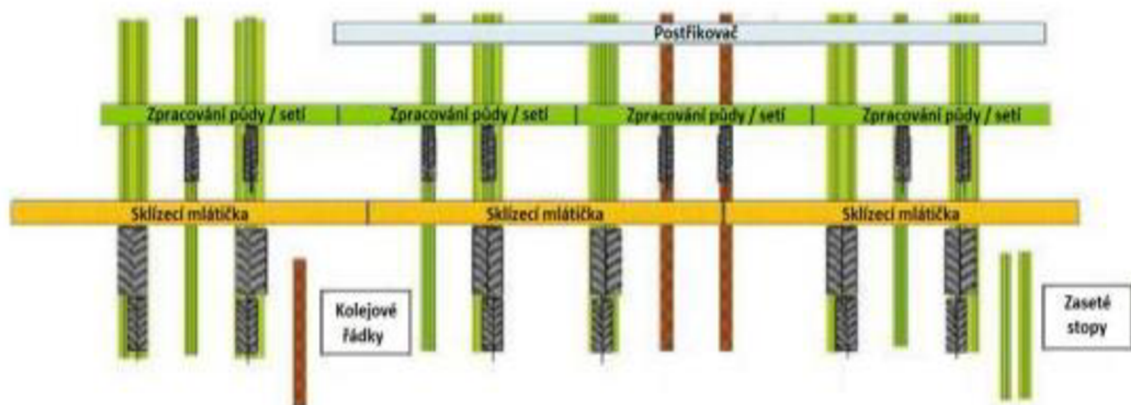 Postřikovač
Zpracování půdy / setí
Zpracování půdy / setí
Zpracování půdy / setí
Zpracování půdy / setí
Sklízecí mlátička
Sklízecí mlátička
Sklízecí mlátička
Kolejové
řádky
Zaseté
stopy